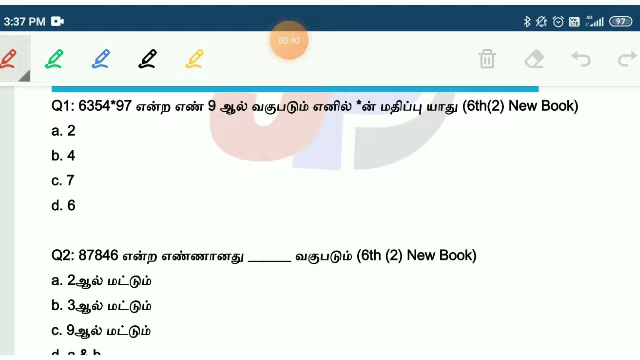 3:37 PM
97
00:40
Q1: 6354*97 என்ற எண் 9 ஆல் வகுபடும் எனில் *ன் மதிப்பு யாது (6th(2) New Book)
a. 2
b. 4
c. 7
d. 6
Q2: 87846 என்ற எண்ணானது ______ வகுபடும் (6th (2) New Book)
a. 2ஆல் மட்டும்
b. 3ஆல் மட்டும்
c. 9ஆல் மட்டும்
d. a & b